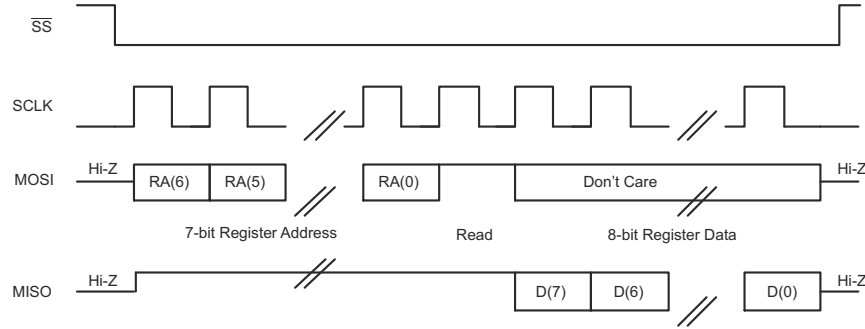 SS
SCLK
Hi-Z Hi-Z
MOSI RA(6) RA(5) RA(0) Don't Care
7-bit Register Address Read 8-bit Register Data
Hi-Z Hi-Z
MISO D(7) D(6) D(0)